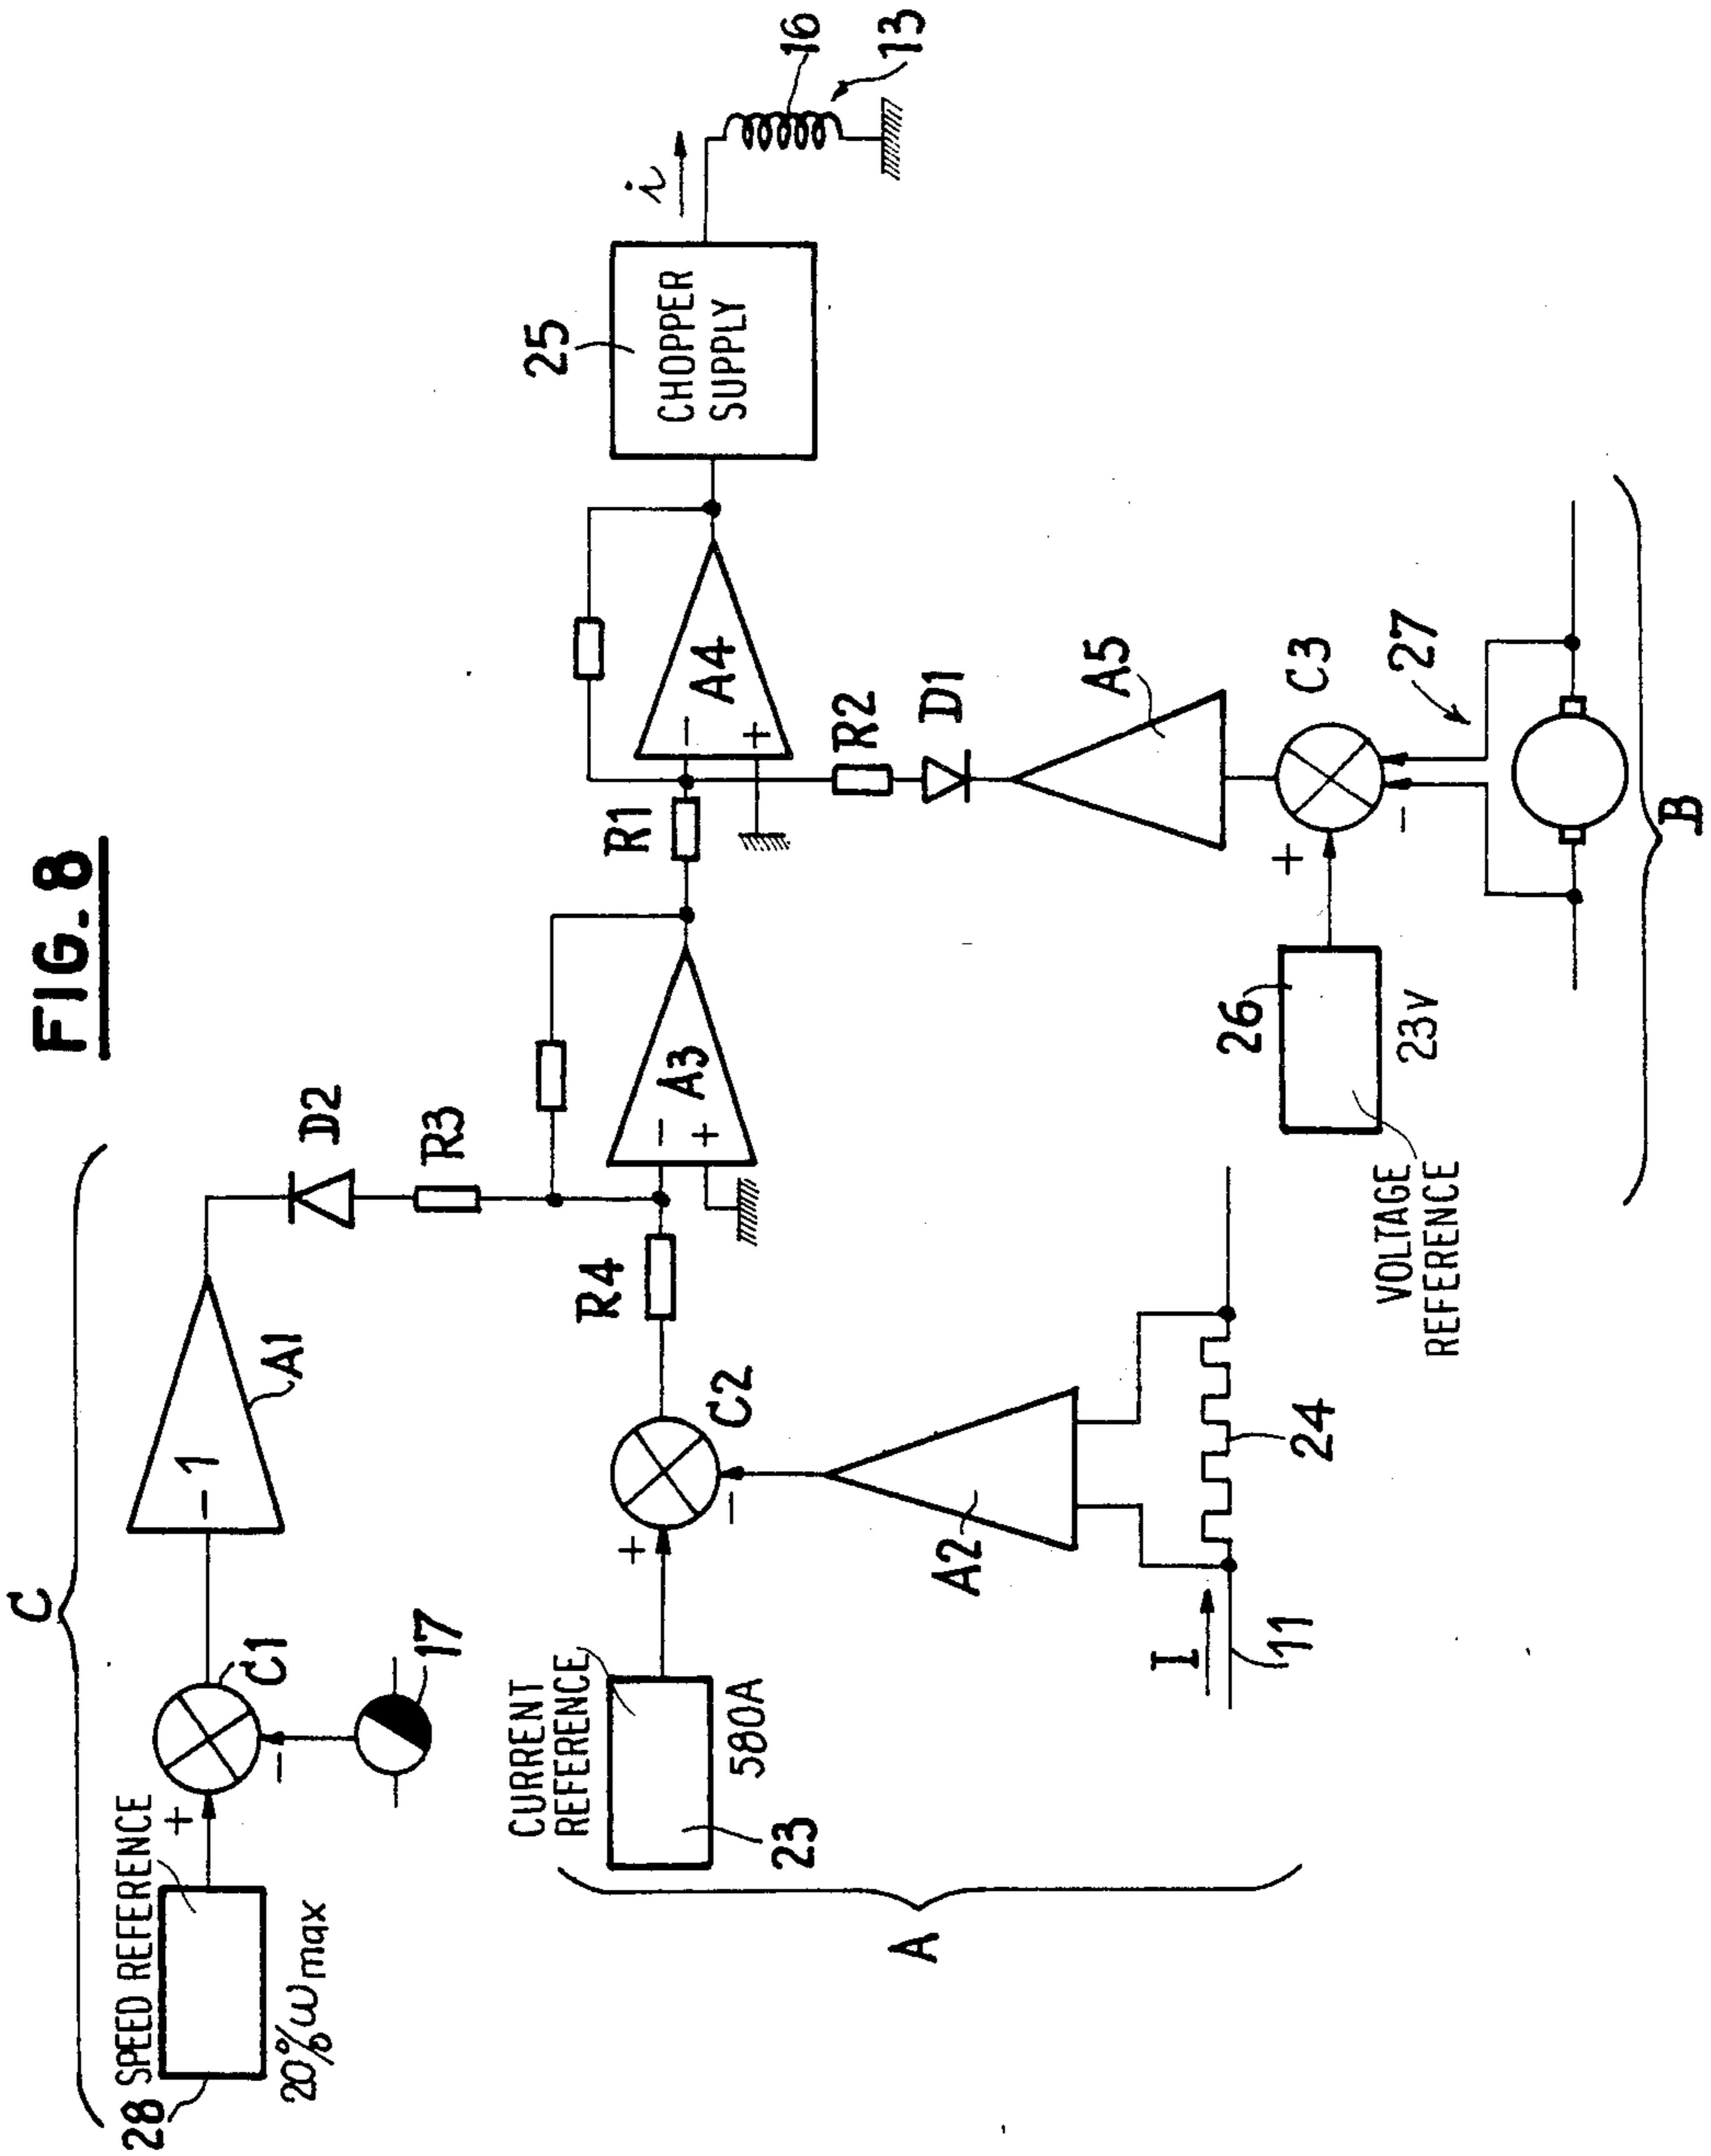 FIG. 8
C
28
SPEED REFERENCE
20% ωmax
+
-
C1
17
-1
A1
D2
R3
CURRENT
REFERENCE
580A
23
A
+
-
C2
R4
A2
I
11
24
-
+
A3
R1
-
+
A4
R2
D1
A5
C3
+
-
26
23V
VOLTAGE
REFERENCE
27
B
25
CHOPPER
SUPPLY
i
16
13